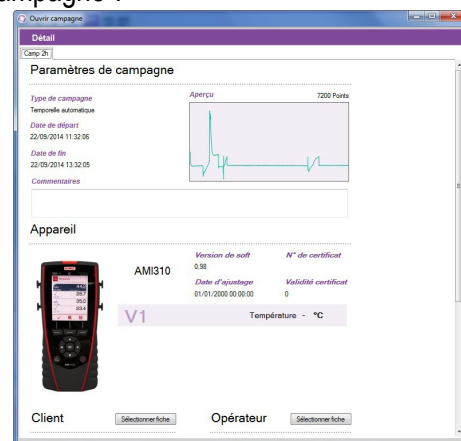 Ouvrir campagne
Détail
Camp 2h
Paramètres de campagne
Type de campagne
Temporelle automatique
Date de départ
22/09/2014 11:32:06
Date de fin
22/09/2014 13:32:05
Commentaires
Aperçu
7200 Points
Appareil
AMI310
Version de soft
0,98
N° de certificat
Date d'ajustage
01/01/2000 00:00:00
Validité certificat
0
V1
Température - °C
Client
Sélectionner fiche
Opérateur
Sélectionner fiche